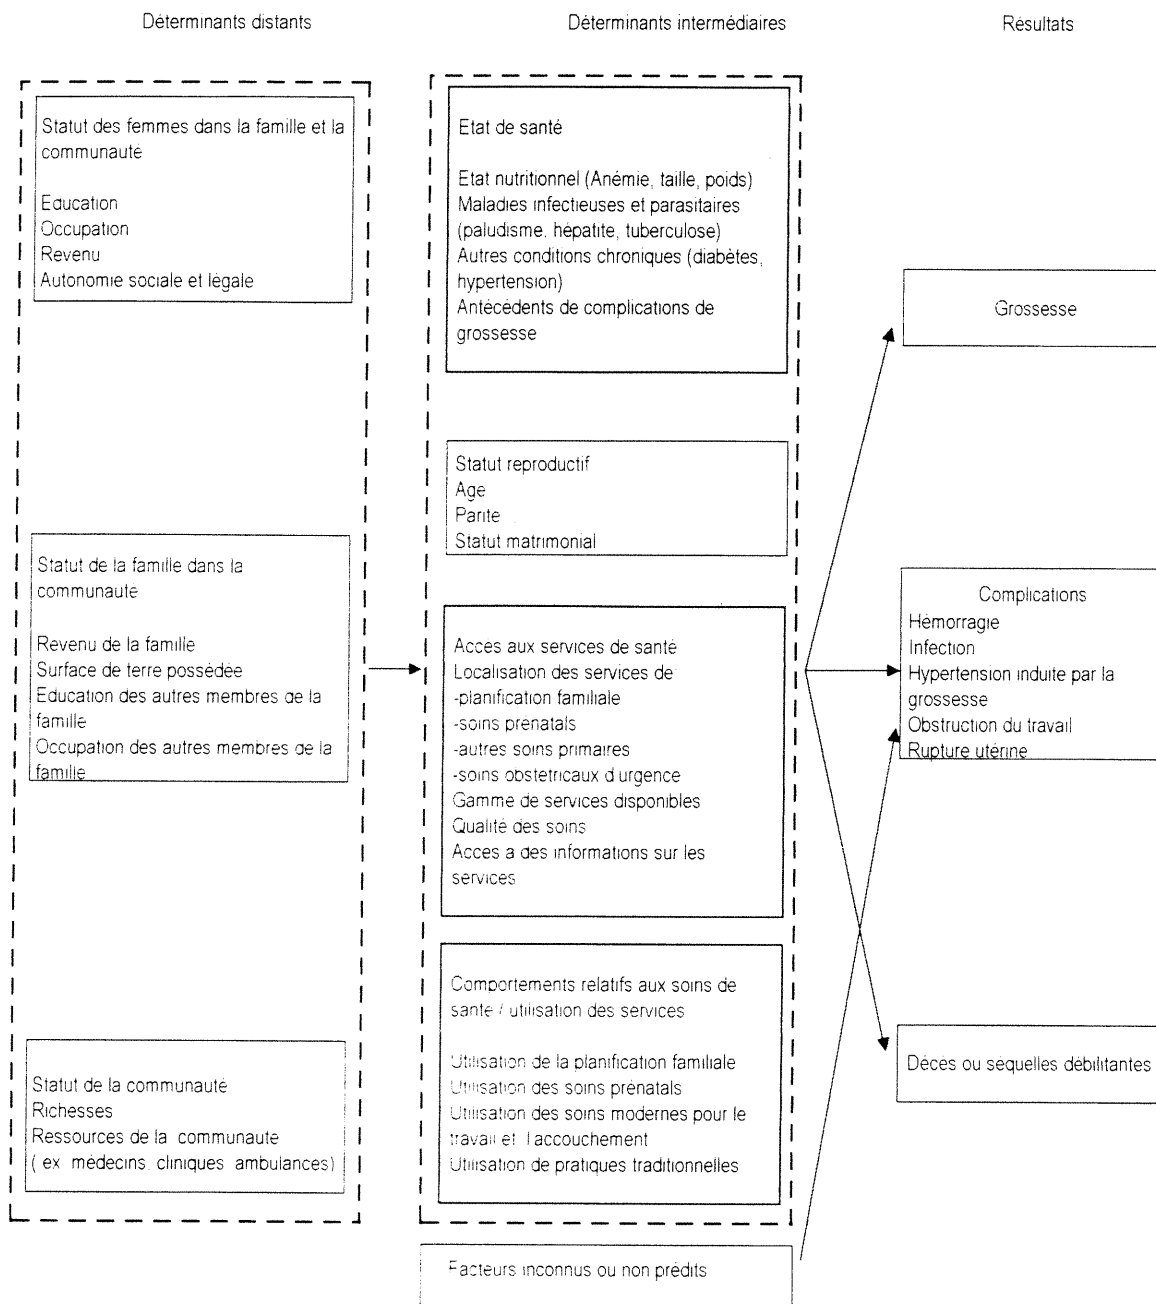 Déterminants distants
Déterminants intermédiaires
Résultats
Statut des femmes dans la famille et la
communauté
Education
Occupation
Revenu
Autonomie sociale et légale
Statut de la famille dans la
communauté
Revenu de la famille
Surface de terre possédée
Education des autres membres de la
famille
Occupation des autres membres de la
famille
Statut de la communauté
Richesses
Ressources de la communauté
( ex médecins, cliniques ambulances)
Etat de santé
Etat nutritionnel (Anémie, taille, poids)
Maladies infectieuses et parasitaires
(paludisme, hépatite, tuberculose)
Autres conditions chroniques (diabètes,
hypertension)
Antécédents de complications de
grossesse
Statut reproductif
Age
Parite
Statut matrimonial
Acces aux services de santé
Localisation des services de
-planification familiale
-soins prénatals
-autres soins primaires
-soins obstétricaux d'urgence
Gamme de services disponibles
Qualité des soins
Acces a des informations sur les
services
Comportements relatifs aux soins de
santé / utilisation des services
Utilisation de la planification familiale
Utilisation des soins prénatals
Utilisation des soins modernes pour le
travail et l'accouchement
Utilisation de pratiques traditionnelles
Facteurs inconnus ou non prédits
Grossesse
Complications
Hémorragie
Infection
Hypertension induite par la
grossesse
Obstruction du travail
Rupture utérine
Décés ou séquelles débilitantes